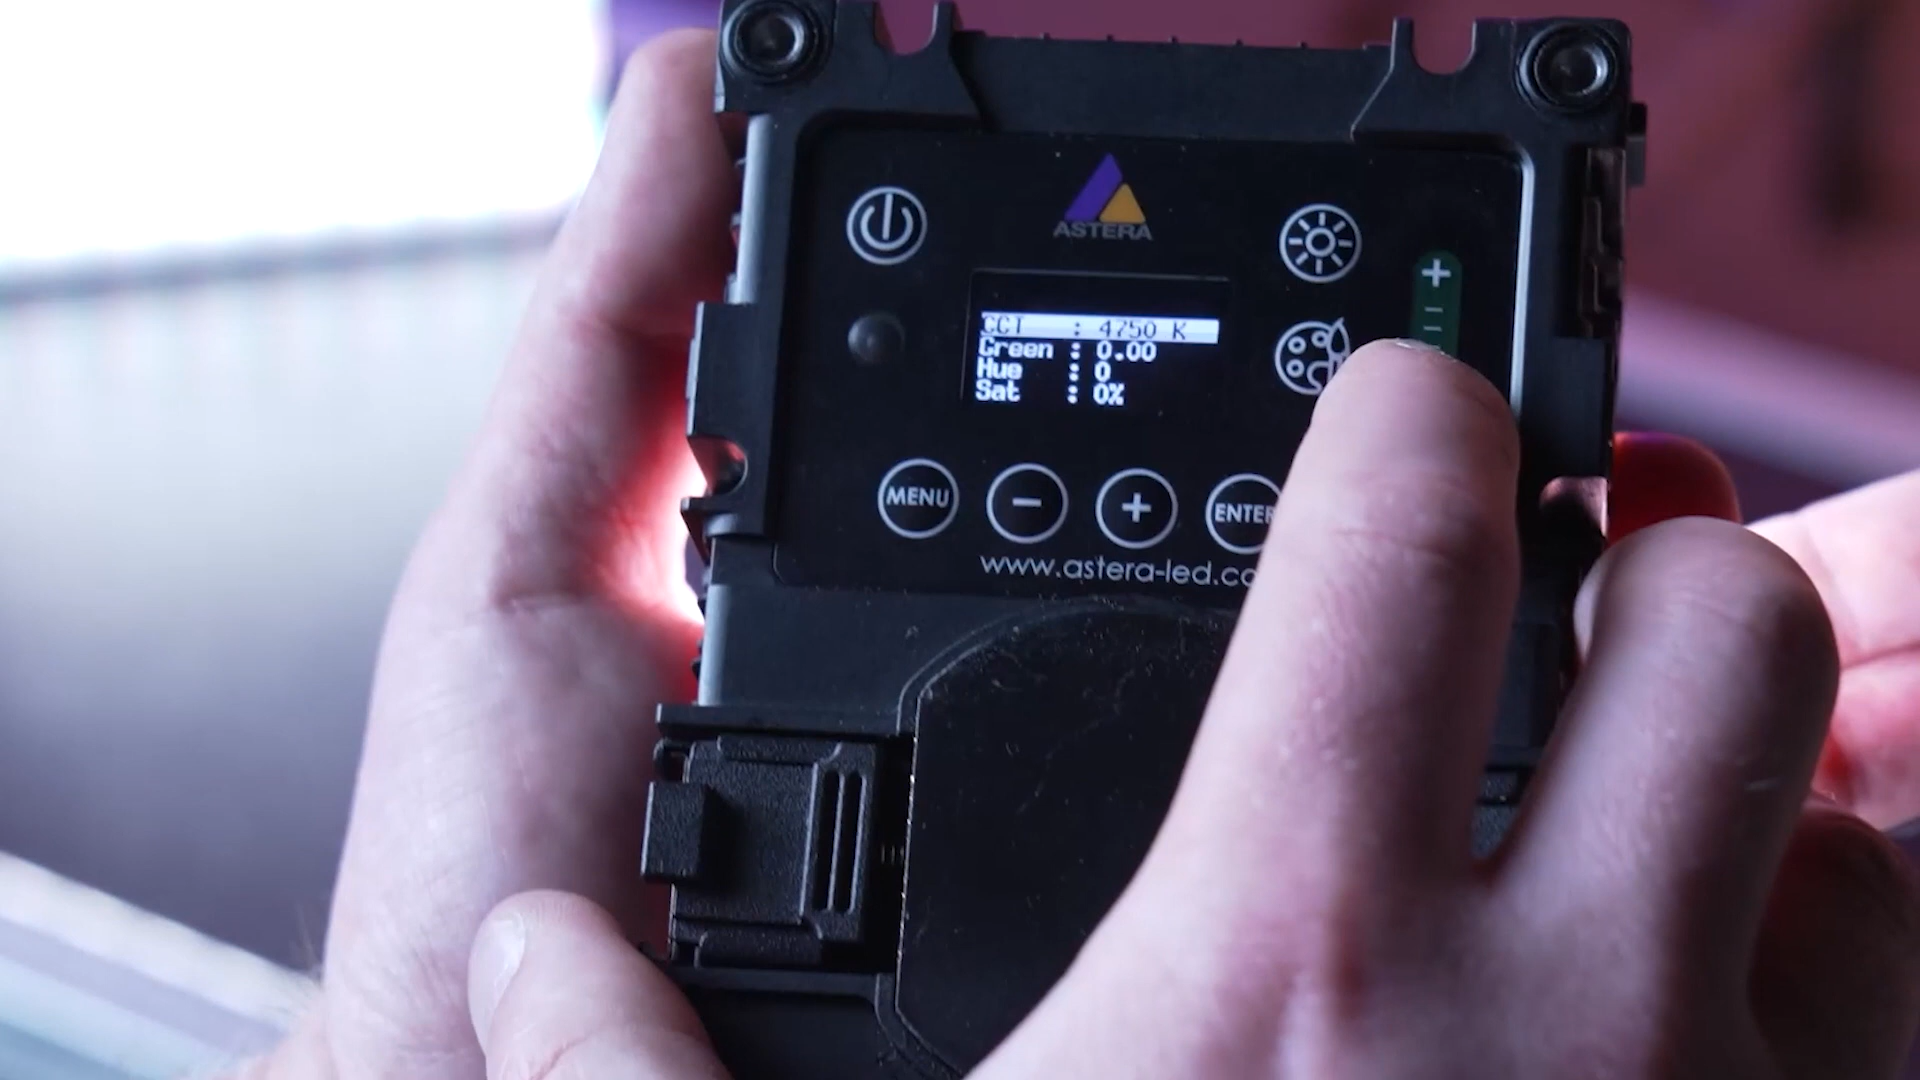 ASTERA
CCT : 4750 K
Green : 0.00
Hue : 0
Sat : 0%
MENU - + ENTER
+
www.astera-led.co